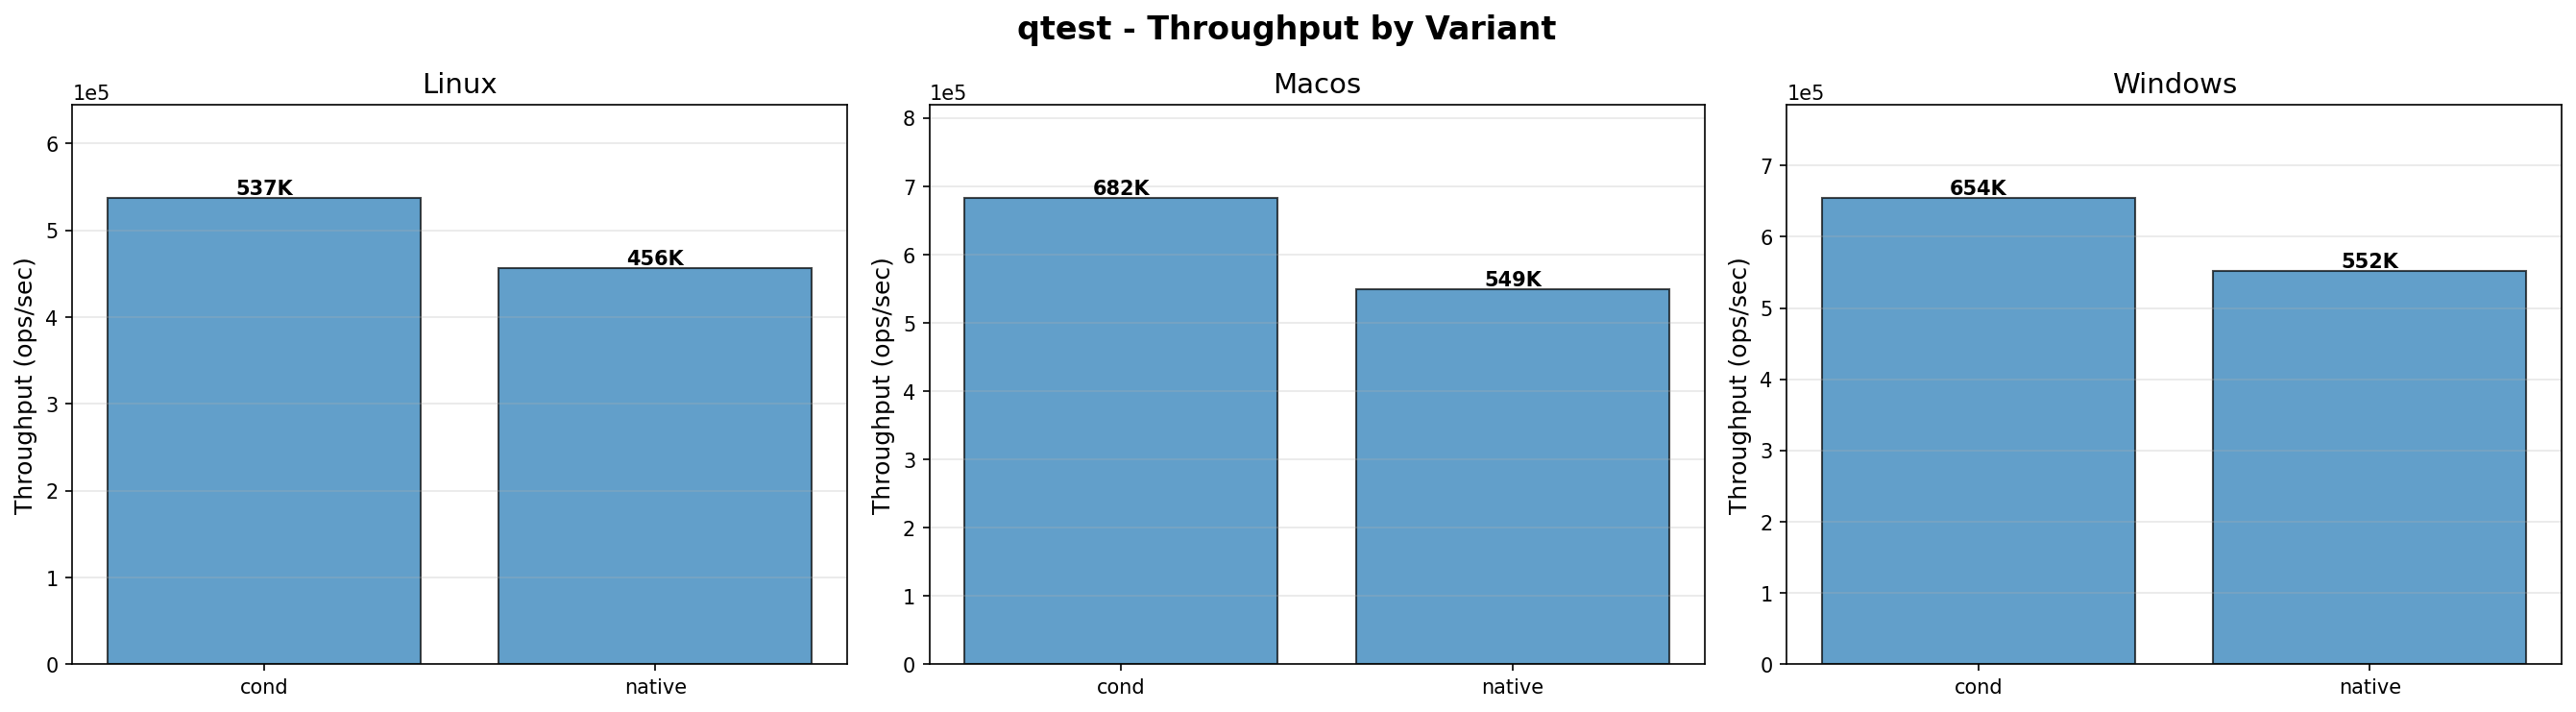 qtest - Throughput by Variant
Linux
1e5
Throughput (ops/sec)
6
5
4
3
2
1
0
537K
456K
cond
native
Macos
1e5
Throughput (ops/sec)
8
7
6
5
4
3
2
1
0
682K
549K
cond
native
Windows
1e5
Throughput (ops/sec)
7
6
5
4
3
2
1
0
654K
552K
cond
native